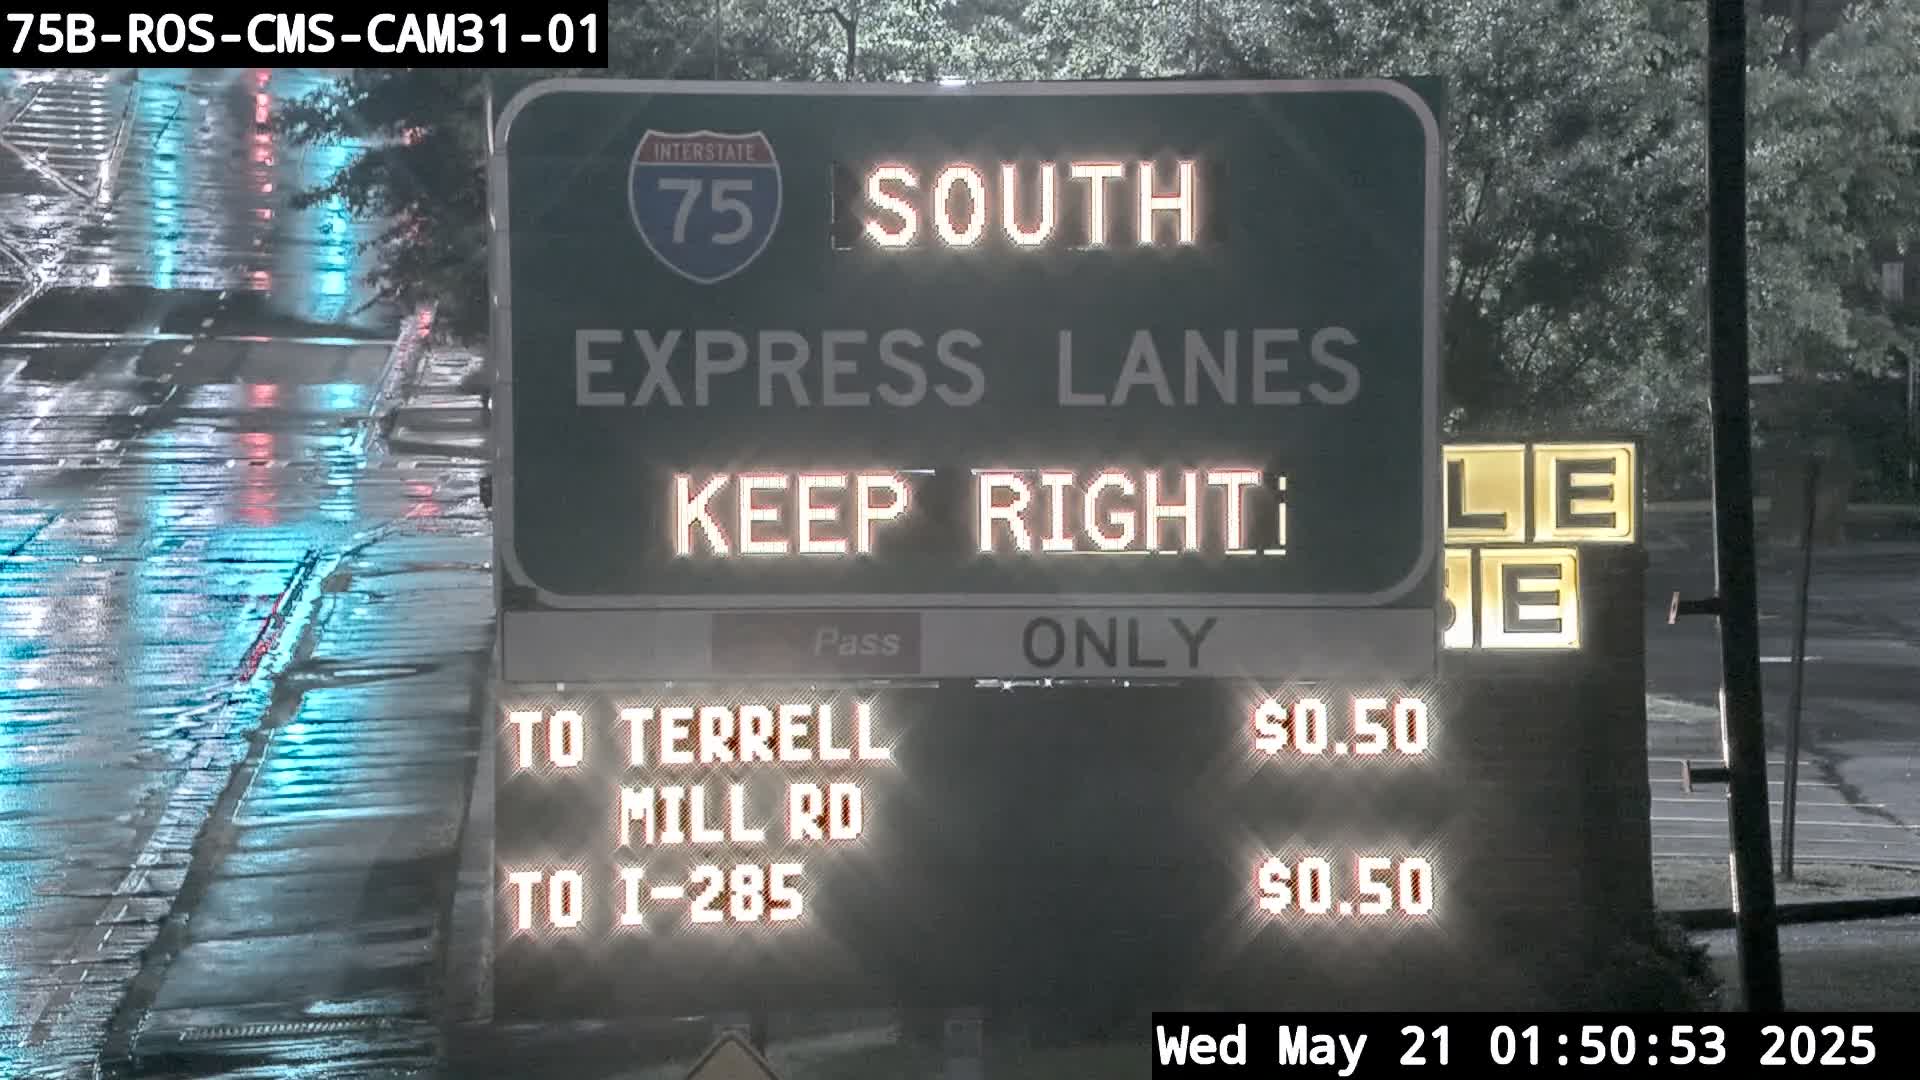 75B-ROS-CMS-CAM31-01
INTERSTATE
75
SOUTH
EXPRESS LANES
KEEP RIGHT
Pass ONLY
TO TERRELL $0.50
MILL RD
TO I-285 $0.50
LE
E
Wed May 21 01:50:53 2025